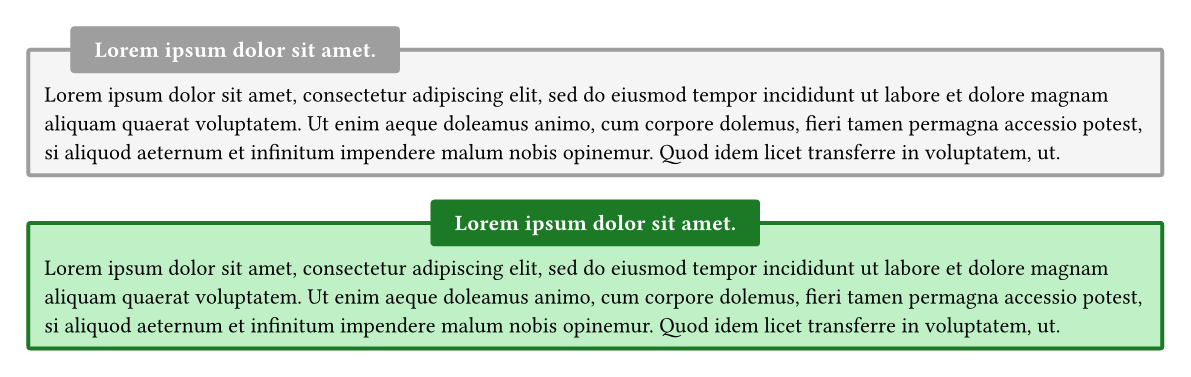 Lorem ipsum dolor sit amet.
Lorem ipsum dolor sit amet, consectetur adipiscing elit, sed do eiusmod tempor incididunt ut labore et dolore magnam
aliquam quaerat voluptatem. Ut enim aeque doleamus animo, cum corpore dolemus, fieri tamen permagna accessio potest,
si aliquod aeternum et infinitum impendere malum nobis opinemur. Quod idem licet transferre in voluptatem, ut.
Lorem ipsum dolor sit amet.
Lorem ipsum dolor sit amet, consectetur adipiscing elit, sed do eiusmod tempor incididunt ut labore et dolore magnam
aliquam quaerat voluptatem. Ut enim aeque doleamus animo, cum corpore dolemus, fieri tamen permagna accessio potest,
si aliquod aeternum et infinitum impendere malum nobis opinemur. Quod idem licet transferre in voluptatem, ut.